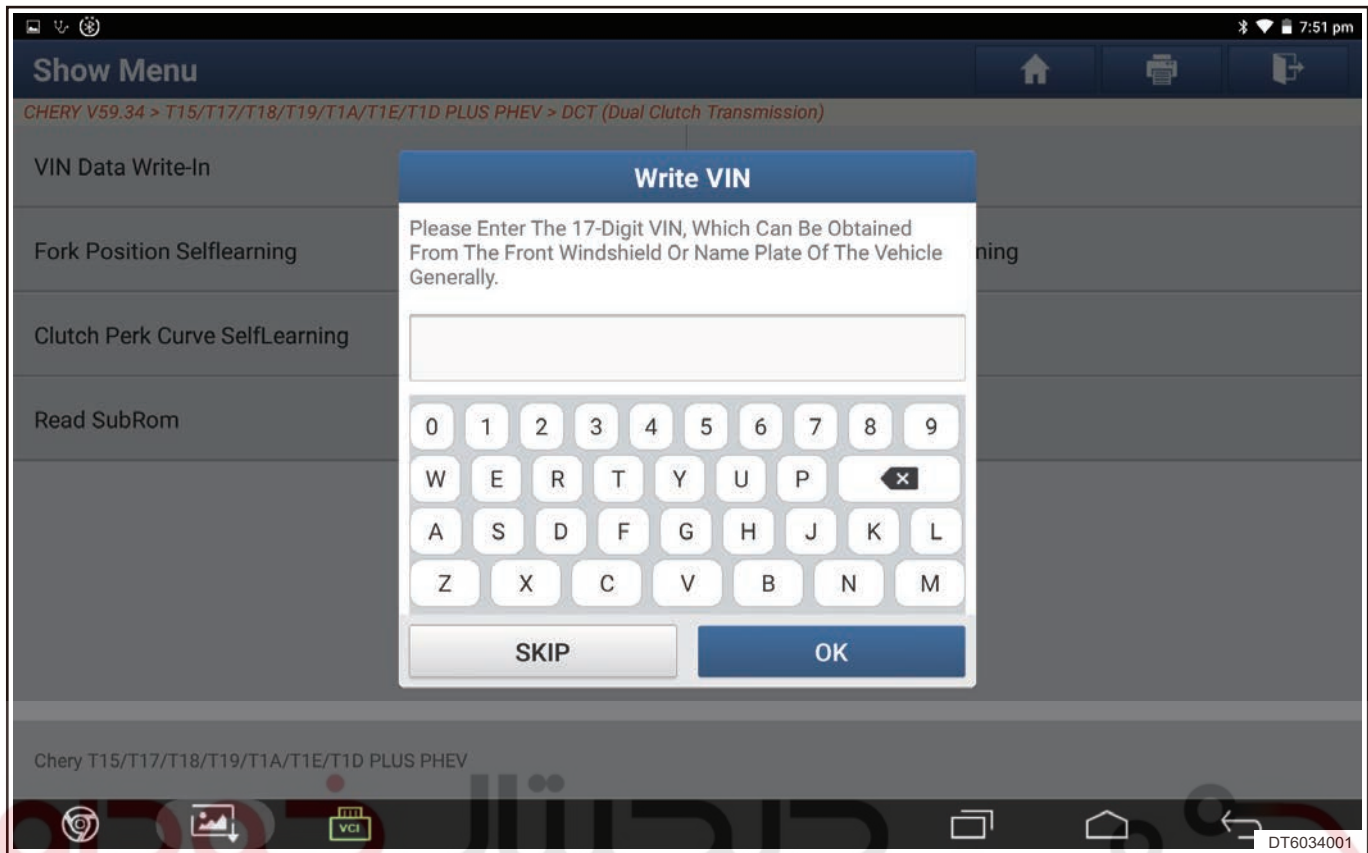 7:51 pm
Show Menu
CHERY V59.34 > T15/T17/T18/T19/T1A/T1E/T1D PLUS PHEV > DCT (Dual Clutch Transmission)
VIN Data Write-In
Fork Position Selflearning
ning
Clutch Perk Curve SelfLearning
Read SubRom
Write VIN
Please Enter The 17-Digit VIN, Which Can Be Obtained
From The Front Windshield Or Name Plate Of The Vehicle
Generally.
0 1 2 3 4 5 6 7 8 9
W E R T Y U P
A S D F G H J K L
Z X C V B N M
SKIP OK
Chery T15/T17/T18/T19/T1A/T1E/T1D PLUS PHEV
VCI
DT6034001